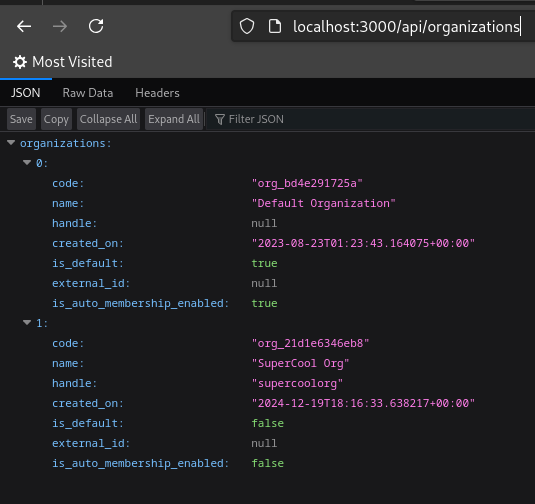 localhost:3000/api/organizations
Most Visited
JSON Raw Data Headers
Save Copy Collapse All Expand All Filter JSON
organizations:
0:
code: "org_bd4e291725a"
name: "Default Organization"
handle: null
created_on: "2023-08-23T01:23:43.164075+00:00"
is_default: true
external_id: null
is_auto_membership_enabled: true
1:
code: "org_21d1e6346eb8"
name: "SuperCool Org"
handle: "supercoolorg"
created_on: "2024-12-19T18:16:33.638217+00:00"
is_default: false
external_id: null
is_auto_membership_enabled: false